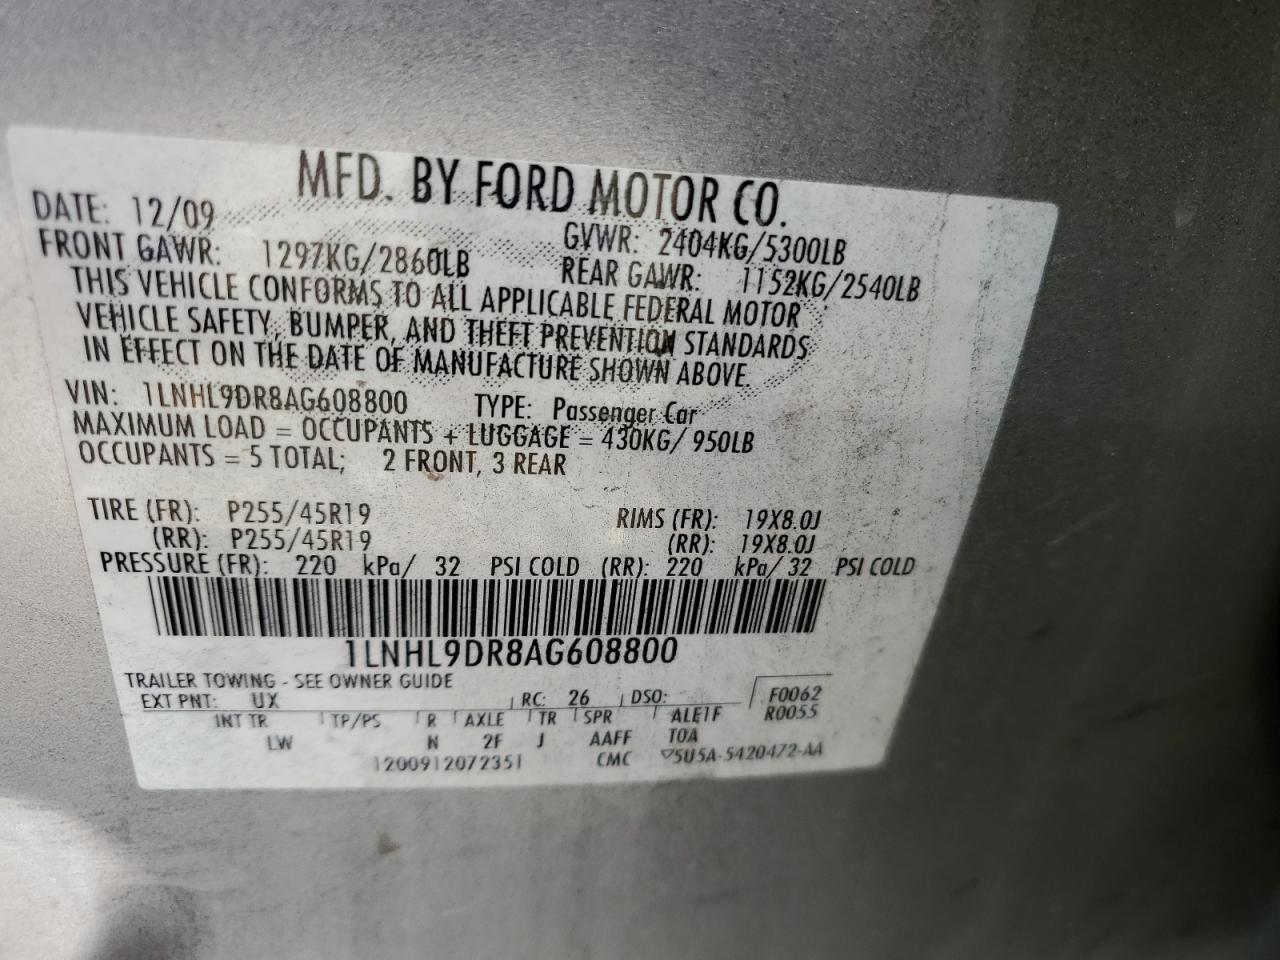 MFD. BY FORD MOTOR CO.
DATE: 12/09 GVWR: 2404KG/5300LB
FRONT GAWR: 1297KG/2860LB REAR GAWR: 1152KG/2540LB
THIS VEHICLE CONFORMS TO ALL APPLICABLE FEDERAL MOTOR
VEHICLE SAFETY, BUMPER, AND THEFT PREVENTION STANDARDS
IN EFFECT ON THE DATE OF MANUFACTURE SHOWN ABOVE.
VIN: 1LNHL9DR8AG608800 TYPE: Passenger Car
MAXIMUM LOAD = OCCUPANTS + LUGGAGE = 430KG/ 950LB
OCCUPANTS = 5 TOTAL; 2 FRONT, 3 REAR
TIRE (FR): P255/45R19 RIMS (FR): 19X8.0J
(RR): P255/45R19 (RR): 19X8.0J
PRESSURE (FR): 220 kPa/ 32 PSI COLD (RR): 220 kPa/ 32 PSI COLD
1LNHL9DR8AG608800
TRAILER TOWING - SEE OWNER GUIDE
EXT PNT: UX RC: 26 DSO: F0062
INT TR TP/PS R AXLE TR SPR ALE1F R0055
LW N 2F J AAFF TOA
1200912072351 CMC ▽5U5A-5420472-AA